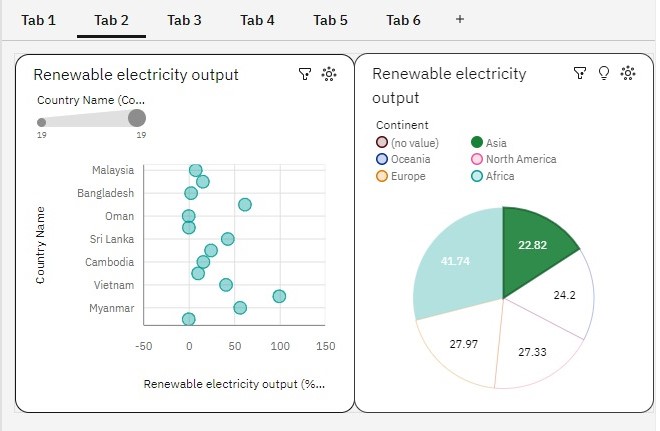 Tab 1 Tab 2 Tab 3 Tab 4 Tab 5 Tab 6 +
Renewable electricity output
Country Name (Co...
19 19
Country Name
Malaysia
Bangladesh
Oman
Sri Lanka
Cambodia
Vietnam
Myanmar
-50 0 50 100 150
Renewable electricity output (%...
Renewable electricity
output
Continent
(no value) Asia
Oceania North America
Europe Africa
22.82
41.74
24.2
27.97
27.33